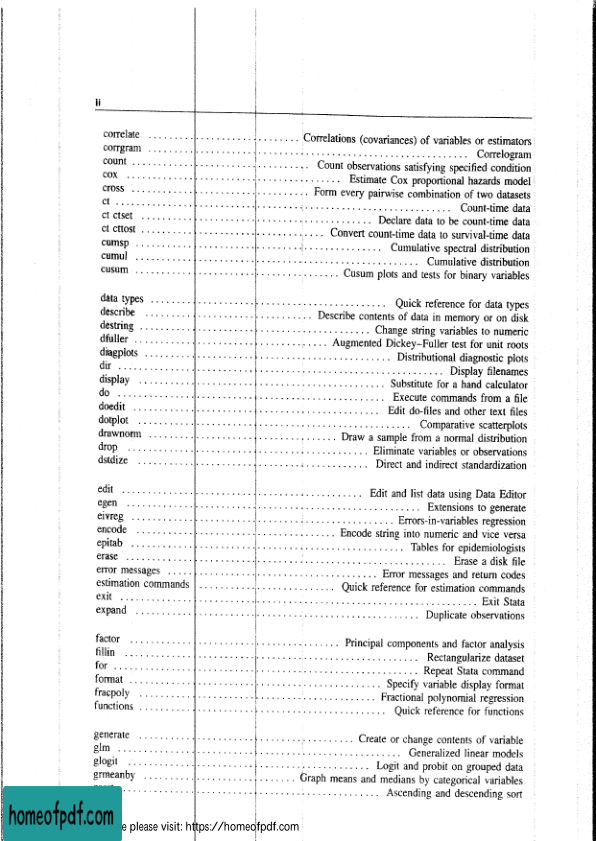 ii
correlate ............................ Correlations (covariances) of variables or estimators
corrgram ............................ Correlogram
count ............................ Count observations satisfying specified condition
cox ............................ Estimate Cox proportional hazards model
cross ............................ Form every pairwise combination of two datasets
ct ............................ Count-time data
ct ctset ............................ Declare data to be count-time data
ct cttost ............................ Convert count-time data to survival-time data
cumsp ............................ Cumulative spectral distribution
cumul ............................ Cumulative distribution
cusum ............................ Cusum plots and tests for binary variables
data types ............................ Quick reference for data types
describe ............................ Describe contents of data in memory or on disk
destring ............................ Change string variables to numeric
dfuller ............................ Augmented Dickey–Fuller test for unit roots
diagplots ............................ Distributional diagnostic plots
dir ............................ Display filenames
display ............................ Substitute for a hand calculator
do ............................ Execute commands from a file
doedit ............................ Edit do-files and other text files
dotplot ............................ Comparative scatterplots
drawnorm ............................ Draw a sample from a normal distribution
drop ............................ Eliminate variables or observations
dstdize ............................ Direct and indirect standardization
edit ............................ Edit and list data using Data Editor
egen ............................ Extensions to generate
eivreg ............................ Errors-in-variables regression
encode ............................ Encode string into numeric and vice versa
epitab ............................ Tables for epidemiologists
erase ............................ Erase a disk file
error messages ............................ Error messages and return codes
estimation commands ............................ Quick reference for estimation commands
exit ............................ Exit Stata
expand ............................ Duplicate observations
factor ............................ Principal components and factor analysis
fillin ............................ Rectangularize dataset
for ............................ Repeat Stata command
format ............................ Specify variable display format
fracpoly ............................ Fractional polynomial regression
functions ............................ Quick reference for functions
generate ............................ Create or change contents of variable
glm ............................ Generalized linear models
glogit ............................ Logit and probit on grouped data
grmeanby ............................ Graph means and medians by categorical variables
............................ Ascending and descending sort
homeofpdf.com
please visit: https://homeofpdf.com